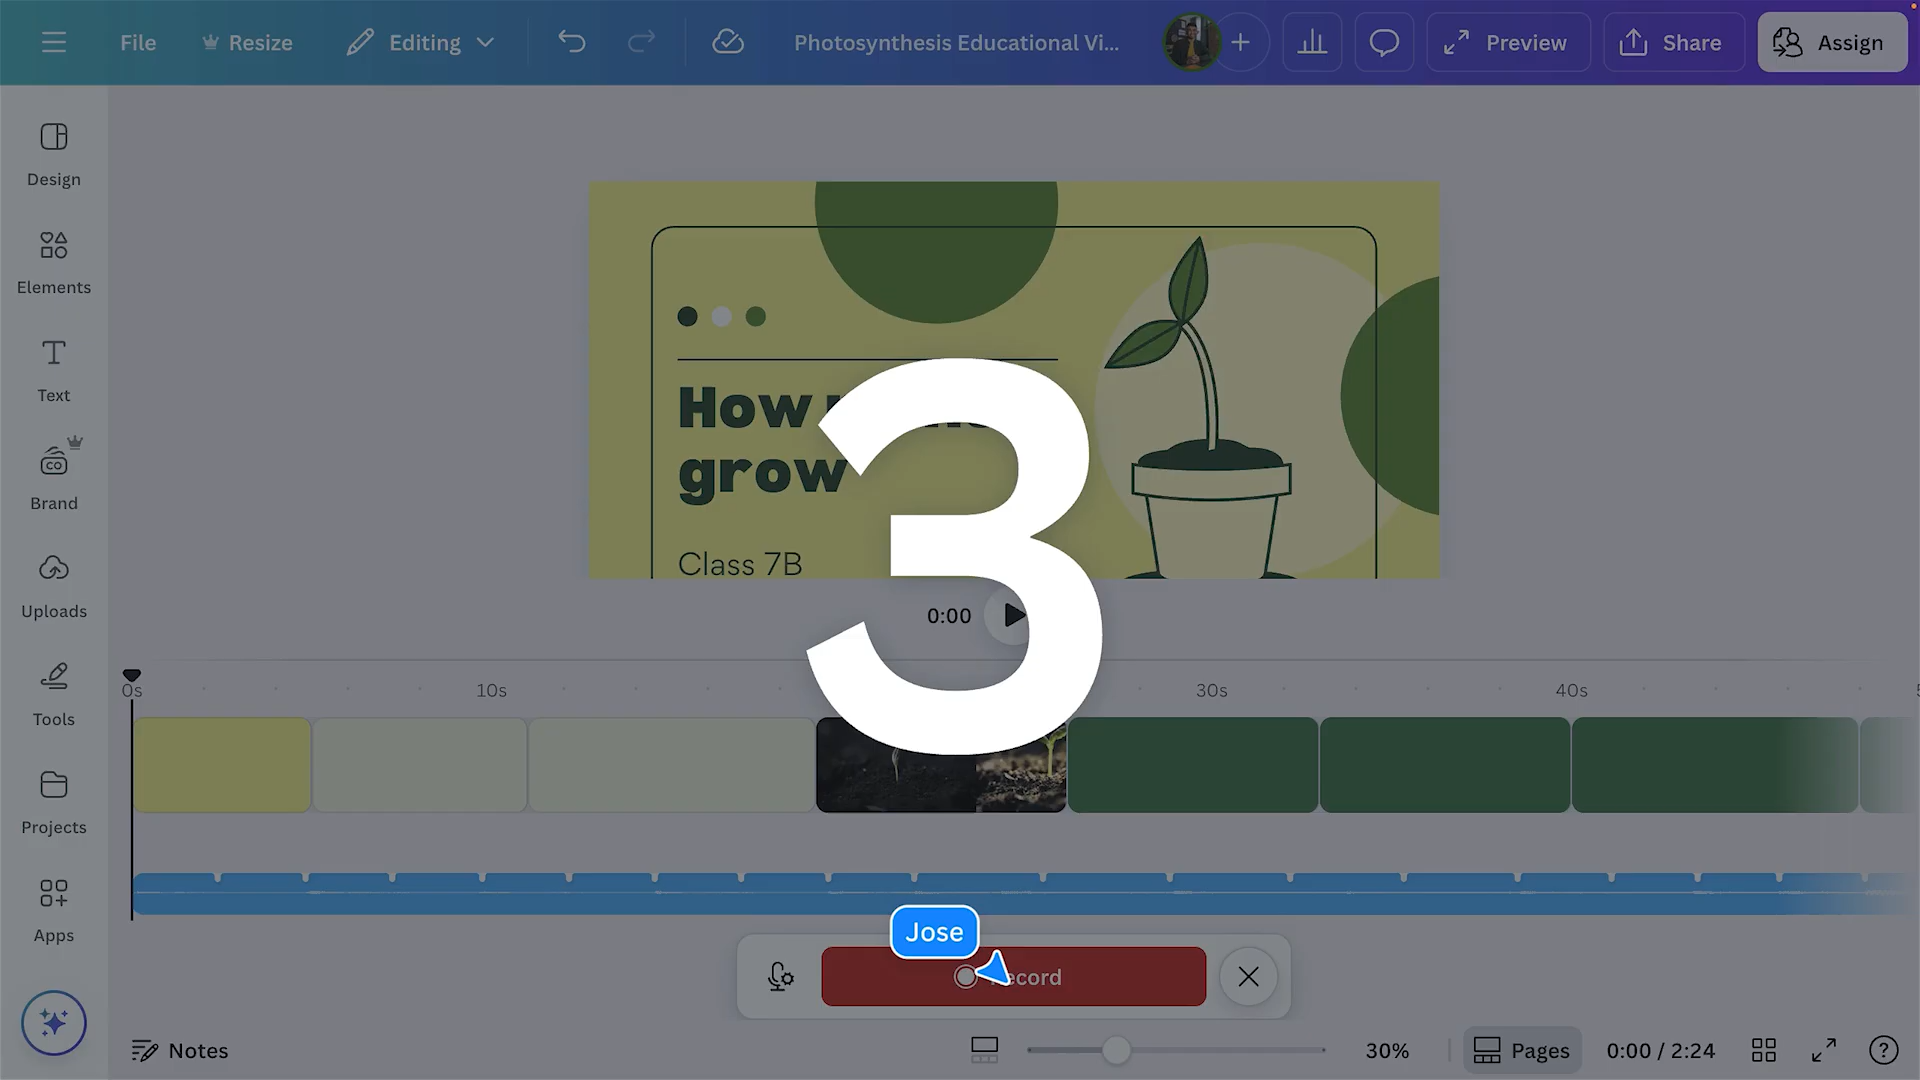 File
Resize
Editing
Photosynthesis Educational Vi...
Preview
Share
Assign
Design
Elements
Text
Brand
Uploads
Tools
Projects
Apps
How
grow
Class 7B
3
0:00
0s
10s
30s
40s
Jose
Notes
30%
Pages
0:00 / 2:24